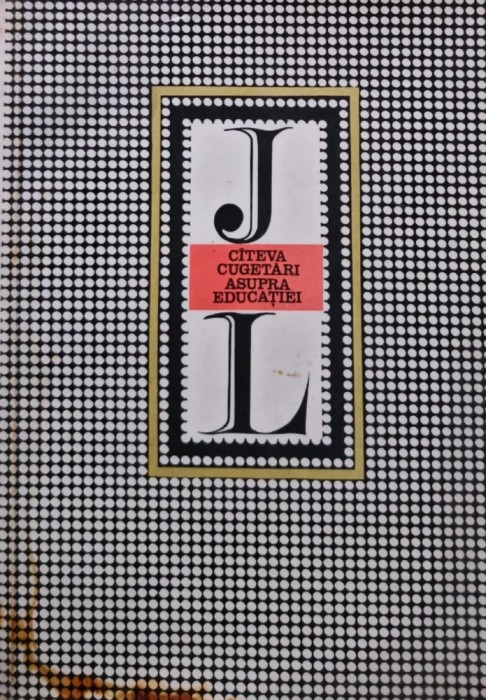 J
CÎTEVA
CUGETĂRI
ASUPRA
EDUCAȚIEI
L